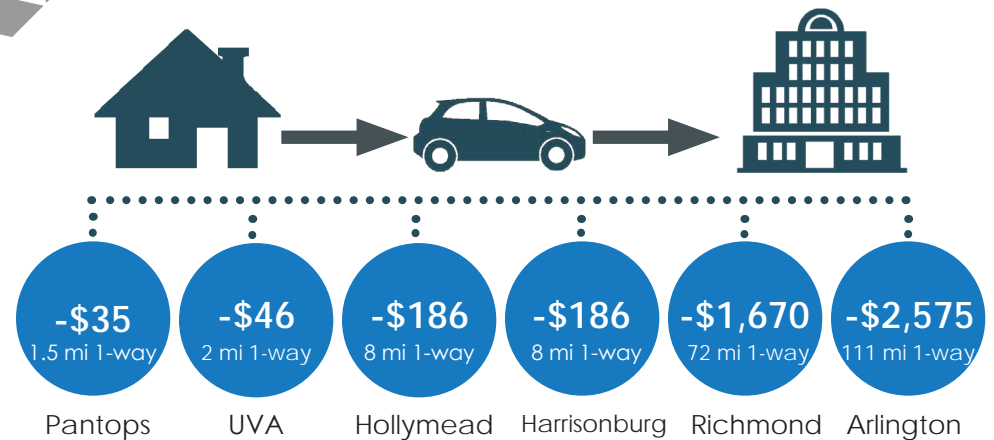 -$35
1.5 mi 1-way
Pantops
-$46
2 mi 1-way
UVA
-$186
8 mi 1-way
Hollymead
-$186
8 mi 1-way
Harrisonburg
-$1,670
72 mi 1-way
Richmond
-$2,575
111 mi 1-way
Arlington